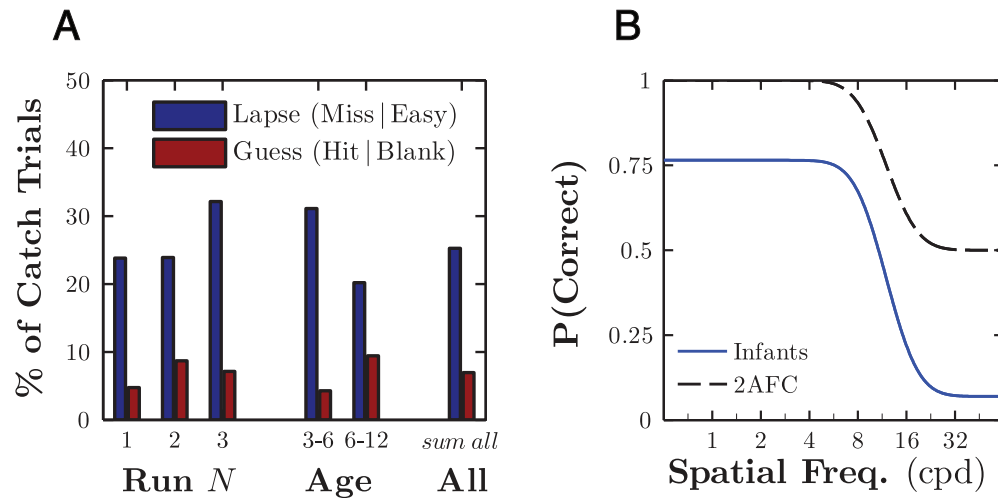 A
% of Catch Trials
50
40
30
20
10
0
Lapse (Miss|Easy)
Guess (Hit|Blank)
1 2 3 3-6 6-12 sum all
Run N Age All
B
P(Correct)
1
0.75
0.5
0.25
0
Infants
2AFC
1 2 4 8 16 32
Spatial Freq. (cpd)